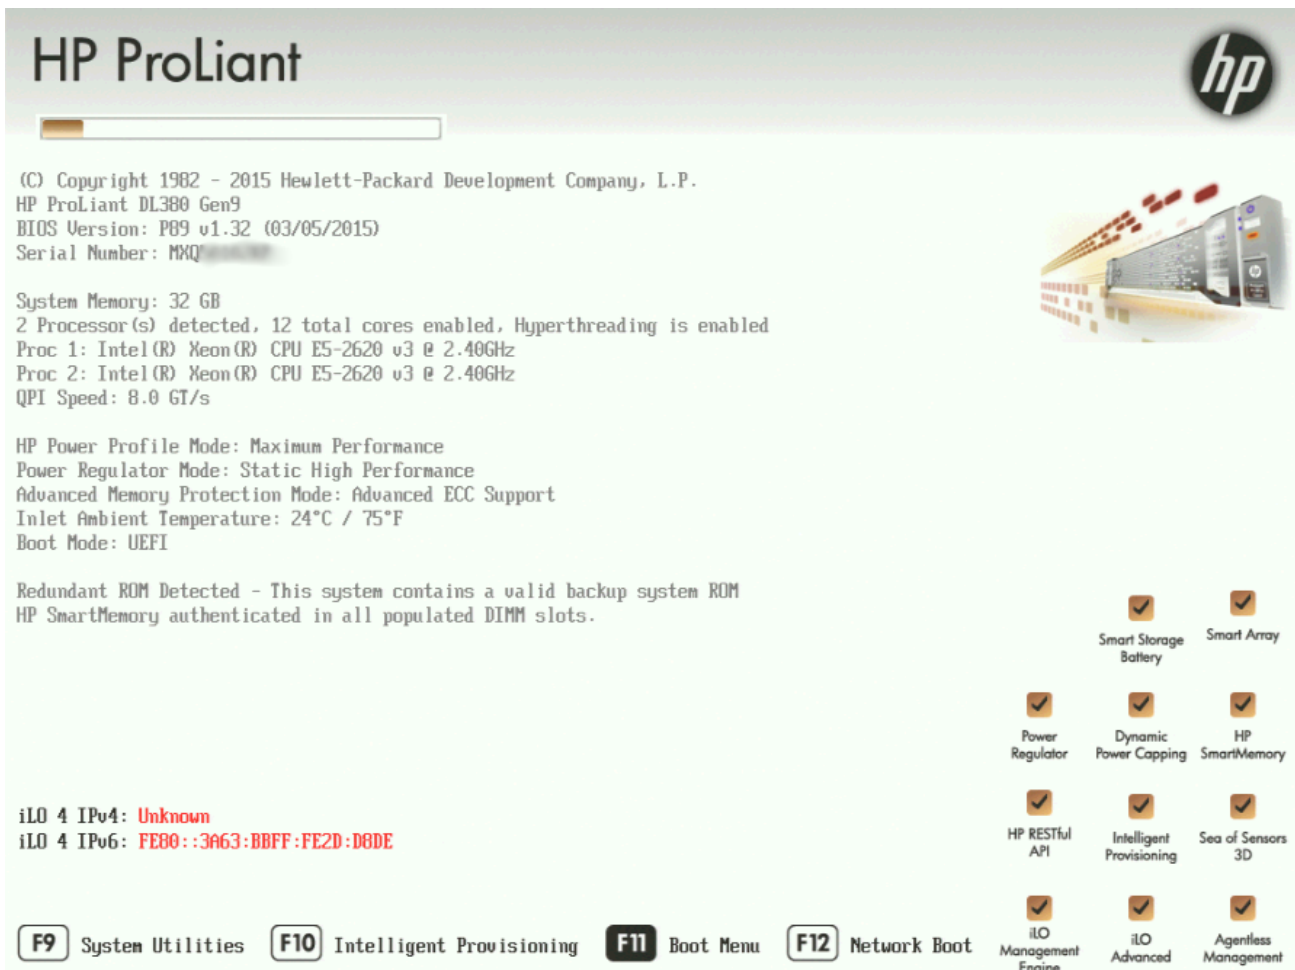 HP ProLiant
hp
(C) Copyright 1982 - 2015 Hewlett-Packard Development Company, L.P.
HP ProLiant DL380 Gen9
BIOS Version: P89 v1.32 (03/05/2015)
Serial Number: MXQ
System Memory: 32 GB
2 Processor(s) detected, 12 total cores enabled, Hyperthreading is enabled
Proc 1: Intel(R) Xeon(R) CPU E5-2620 v3 @ 2.40GHz
Proc 2: Intel(R) Xeon(R) CPU E5-2620 v3 @ 2.40GHz
QPI Speed: 8.0 GT/s
HP Power Profile Mode: Maximum Performance
Power Regulator Mode: Static High Performance
Advanced Memory Protection Mode: Advanced ECC Support
Inlet Ambient Temperature: 24°C / 75°F
Boot Mode: UEFI
Redundant ROM Detected - This system contains a valid backup system ROM
HP SmartMemory authenticated in all populated DIMM slots.
Smart Storage
Battery
Smart Array
Power
Regulator
Dynamic
Power Capping
HP
SmartMemory
iLO 4 IPv4: Unknown
iLO 4 IPv6: FE80::3A63:BBFF:FE2D:D8DE
HP RESTful
API
Intelligent
Provisioning
Sea of Sensors
3D
F9 System Utilities
F10 Intelligent Provisioning
F11 Boot Menu
F12 Network Boot
iLO
Management
Engine
iLO
Advanced
Agentless
Management